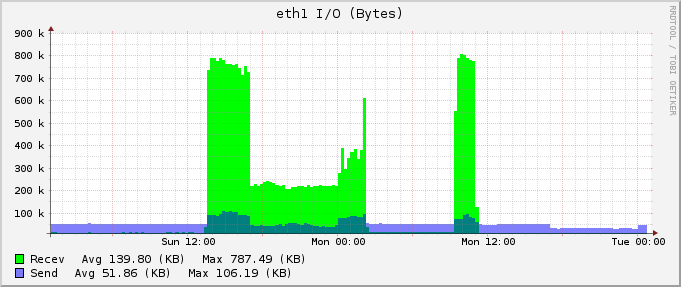 eth1 I/O (Bytes)
RRDTOOL / TOBI OETIKER
900 k
800 k
700 k
600 k
500 k
400 k
300 k
200 k
100 k
Sun 12:00 Mon 00:00 Mon 12:00 Tue 00:00
Recev Avg 139.80 (KB) Max 787.49 (KB)
Send Avg 51.86 (KB) Max 106.19 (KB)